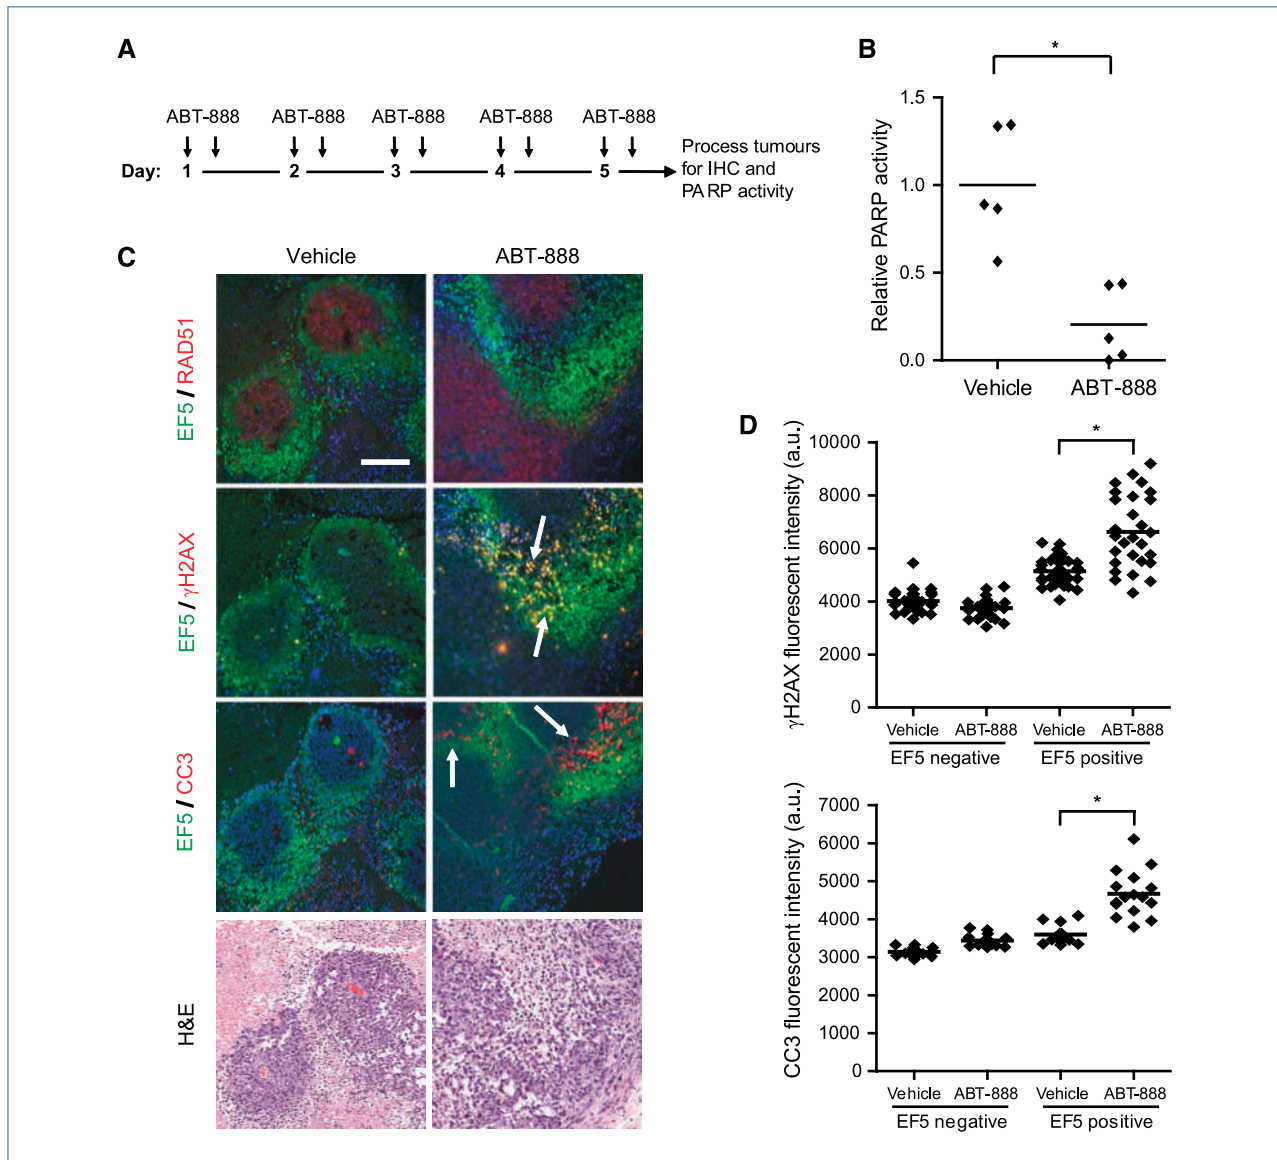 A
ABT-888 ABT-888 ABT-888 ABT-888 ABT-888
Day: 1 2 3 4 5
Process tumours
for IHC and
PARP activity
B
*
Relative PARP activity
1.5
1.0
0.5
0.0
Vehicle ABT-888
C
Vehicle ABT-888
EF5 / RAD51
EF5 / γH2AX
EF5 / CC3
H&E
D
γH2AX fluorescent intensity (a.u.)
*
10000
8000
6000
4000
2000
0
Vehicle ABT-888 Vehicle ABT-888
EF5 negative EF5 positive
CC3 fluorescent intensity (a.u.)
*
7000
6000
5000
4000
3000
2000
1000
0
Vehicle ABT-888 Vehicle ABT-888
EF5 negative EF5 positive